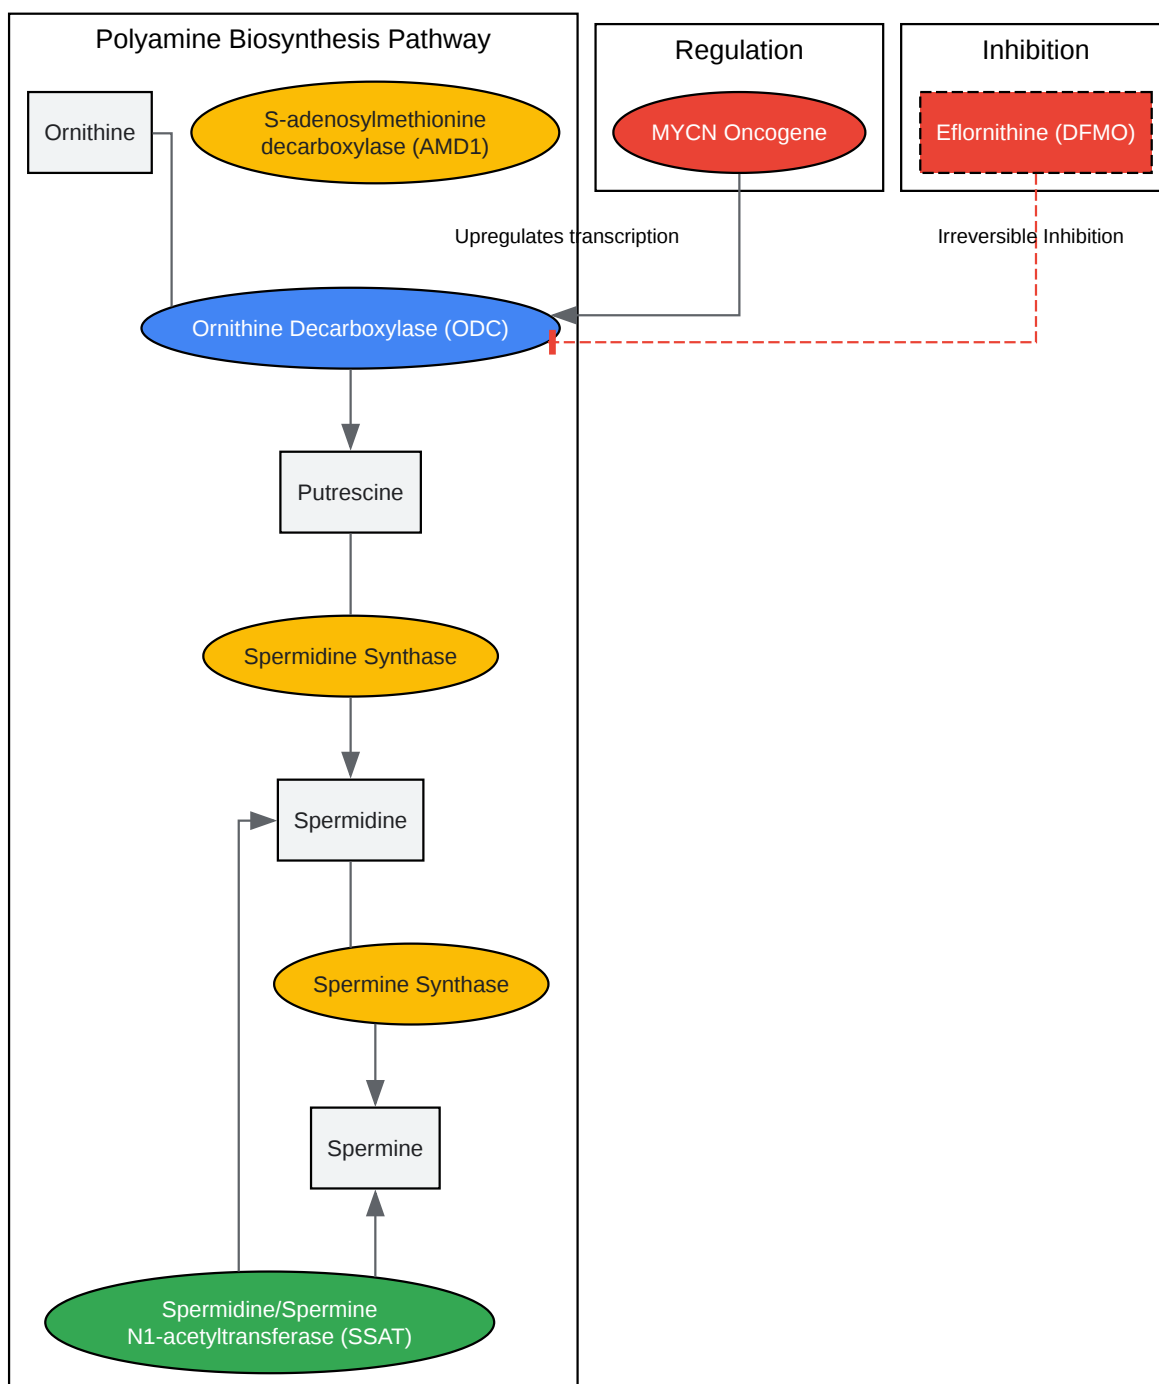 Polyamine Biosynthesis Pathway
Regulation
Inhibition
Ornithine
S-adenosylmethionine
decarboxylase (AMD1)
MYCN Oncogene
Eflornithine (DFMO)
Upregulates transcription
Irreversible Inhibition
Ornithine Decarboxylase (ODC)
Putrescine
Spermidine Synthase
Spermidine
Spermine Synthase
Spermine
Spermidine/Spermine
N1-acetyltransferase (SSAT)